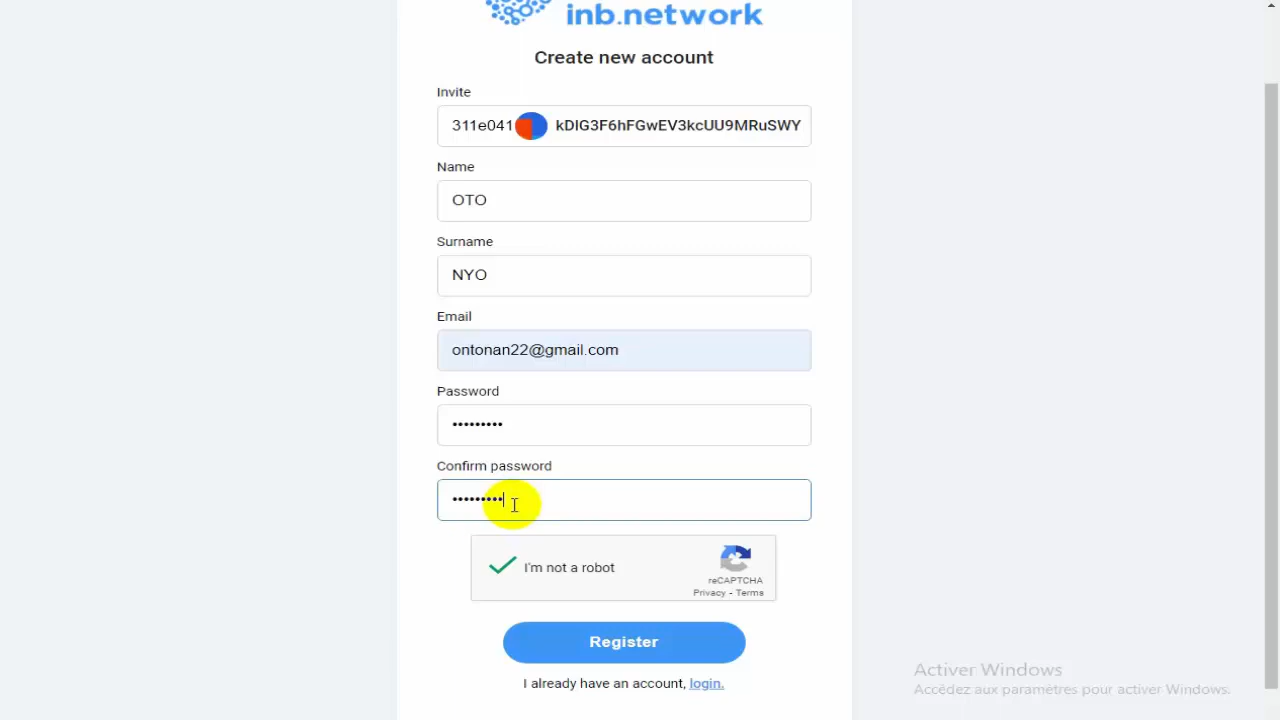 inb.network
Create new account
Invite
311e041 kDIG3F6hFGwEV3kcUU9MRuSWY
Name
OTO
Surname
NYO
Email
ontonan22@gmail.com
Password
•••••••••
Confirm password
•••••••••
I'm not a robot
reCAPTCHA
Privacy - Terms
Register
I already have an account, login.
Activer Windows
Accédez aux paramètres pour activer Windows.